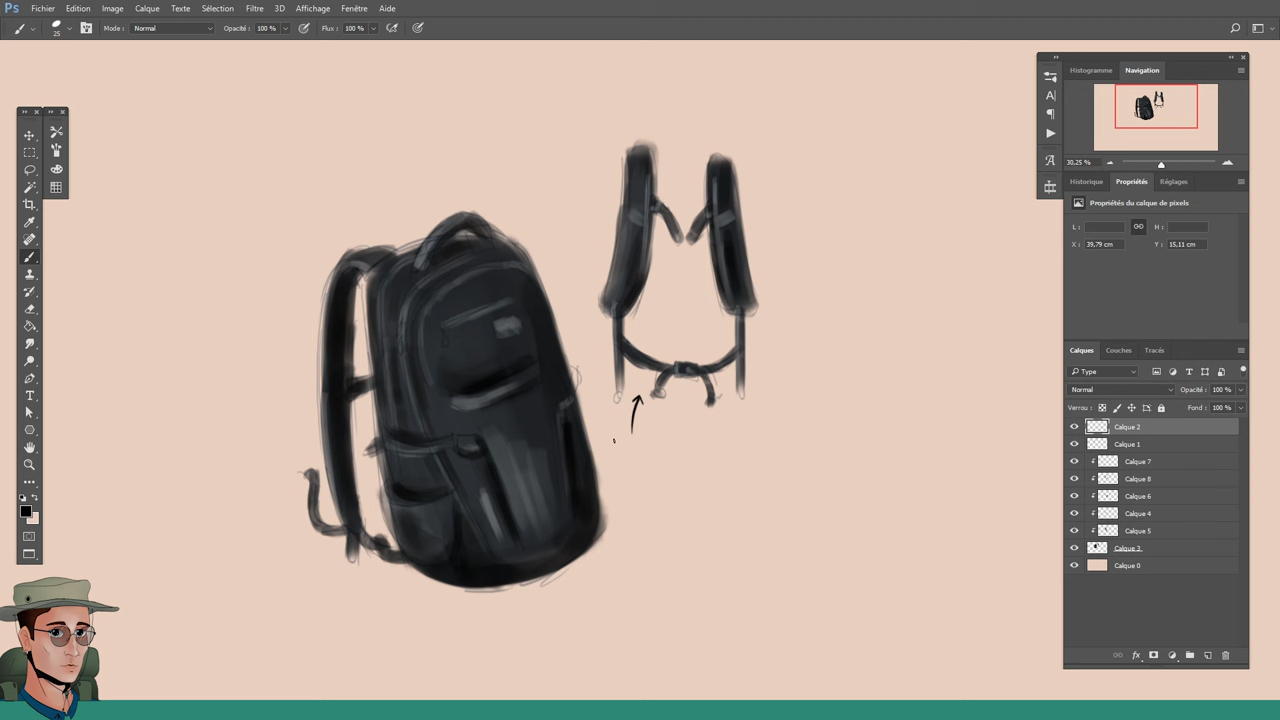 Ps Fichier Edition Image Calque Texte Sélection Filtre 3D Affichage Fenêtre Aide
25 Mode : Normal Opacité : 100 % Flux : 100 %
Histogramme Navigation
30,25 %
Historique Propriétés Réglages
Propriétés du calque de pixels
L : H :
X : 39,79 cm Y : 15,11 cm
Calques Couches Tracés
Type
Normal Opacité : 100 %
Verrou : Fond : 100 %
Calque 2
Calque 1
Calque 7
Calque 8
Calque 6
Calque 4
Calque 5
Calque 3
Calque 0